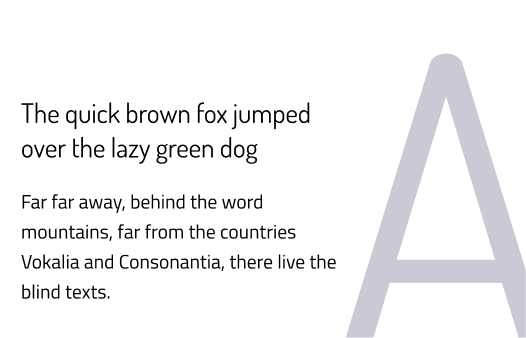 The quick brown fox jumped
over the lazy green dog
Far far away, behind the word
mountains, far from the countries
Vokalia and Consonantia, there live the
blind texts.
A